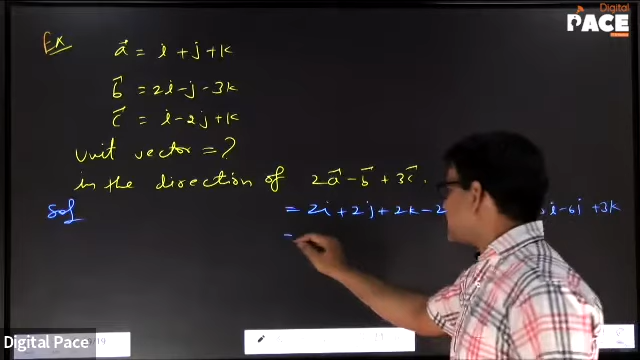 Digital
PACE
Ex
a⃗ = i + j + k
b⃗ = 2i - j - 3k
c⃗ = i - 2j + k
Unit vector = ?
in the direction of 2a⃗ - b⃗ + 3c⃗.
Sol = 2i + 2j + 2k - 2 i - 6j + 3k
=
Digital Pace